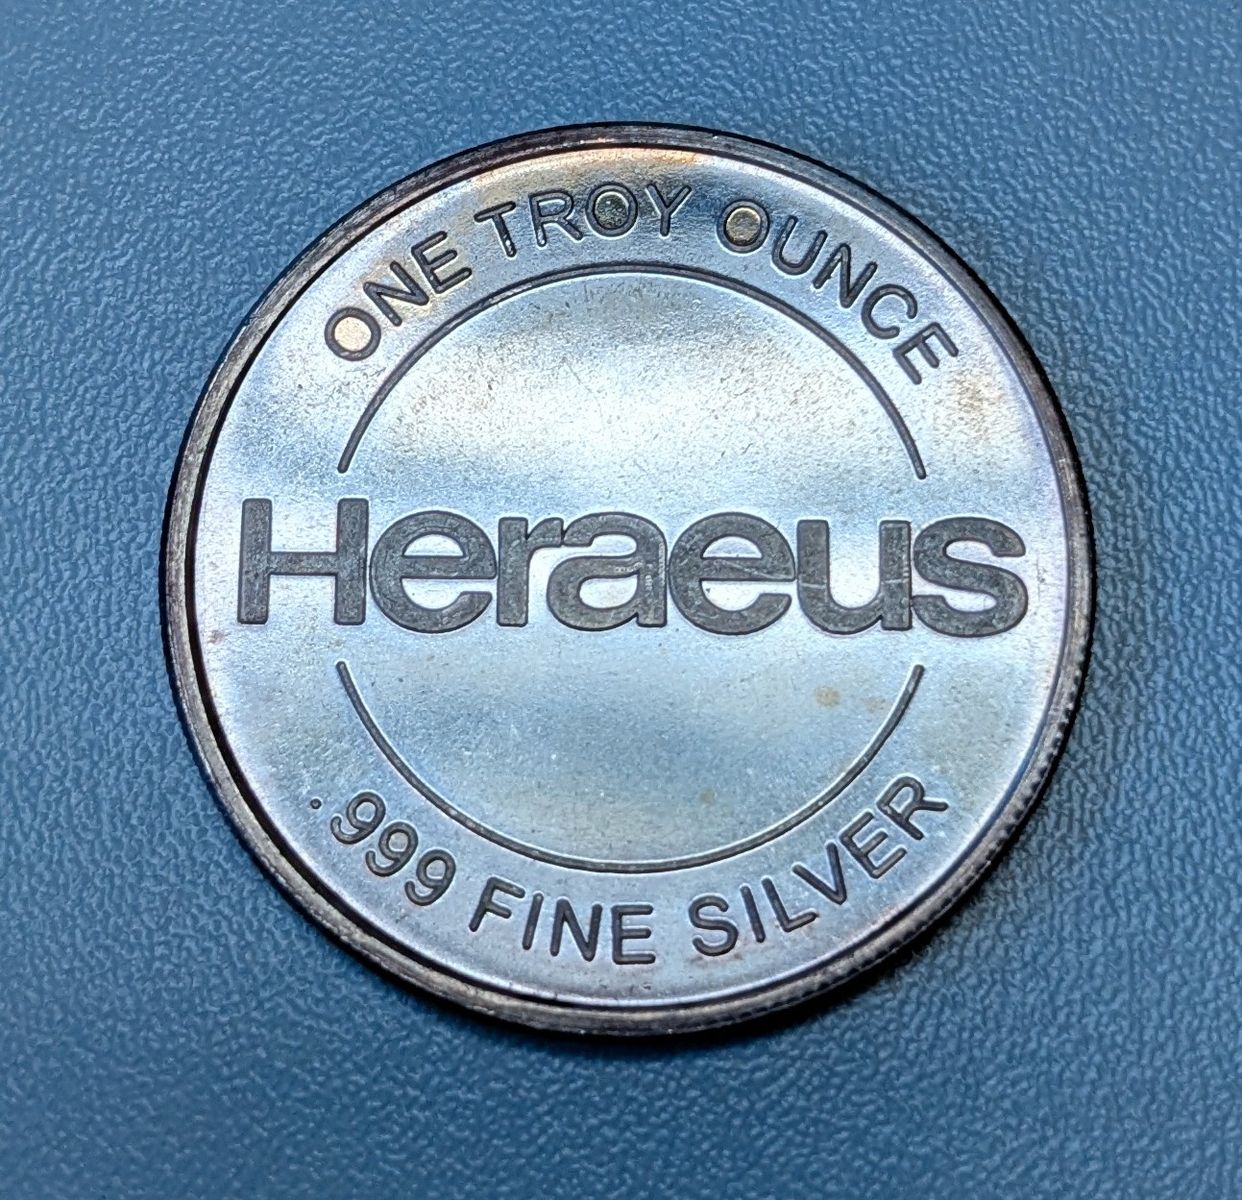 ONE TROY OUNCE
Heraeus
.999 FINE SILVER